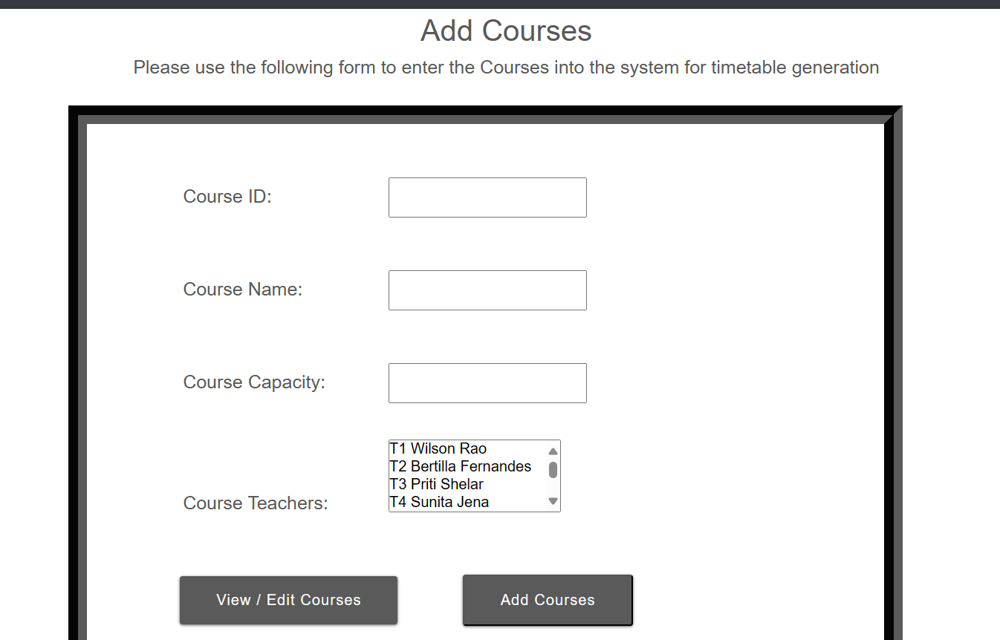 Add Courses
Please use the following form to enter the Courses into the system for timetable generation
Course ID:
Course Name:
Course Capacity:
Course Teachers:
T1 Wilson Rao
T2 Bertilla Fernandes
T3 Priti Shelar
T4 Sunita Jena
View / Edit Courses
Add Courses